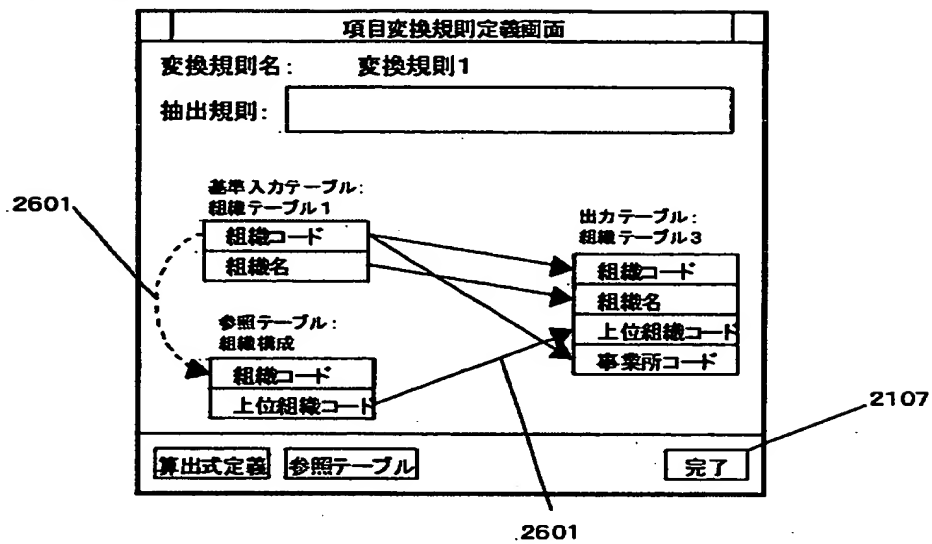 項目変換規則定義画面
変換規則名: 変換規則1
抽出規則:
基準入力テーブル:
組織テーブル1
組織コード
組織名
参照テーブル:
組織構成
組織コード
上位組織コード
出力テーブル:
組織テーブル3
組織コード
組織名
上位組織コード
事業所コード
2601
算出式定義 参照テーブル 完了
2107
2601